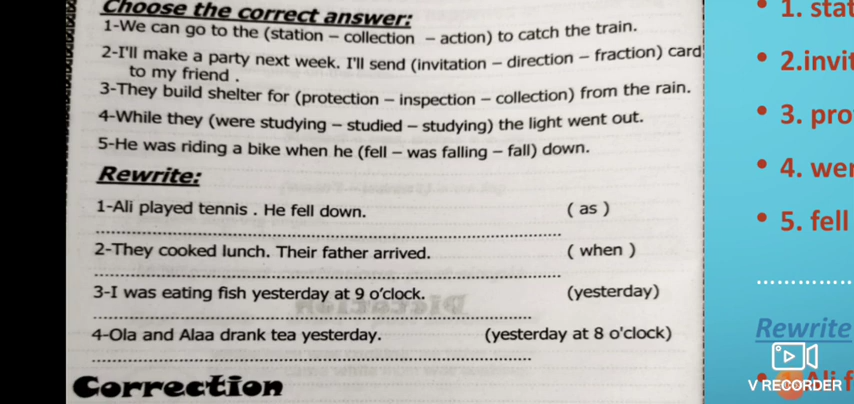 Choose the correct answer:
1-We can go to the (station – collection – action) to catch the train.
2-I'll make a party next week. I'll send (invitation – direction – fraction) card
to my friend .
3-They build shelter for (protection – inspection – collection) from the rain.
4-While they (were studying – studied – studying) the light went out.
5-He was riding a bike when he (fell – was falling – fall) down.
Rewrite:
1-Ali played tennis . He fell down. ( as )
2-They cooked lunch. Their father arrived. ( when )
3-I was eating fish yesterday at 9 o'clock. (yesterday)
4-Ola and Alaa drank tea yesterday. (yesterday at 8 o'clock)
Correction
• 1. stat
• 2.invit
• 3. pro
• 4. wer
• 5. fell
Rewrite
V RECORDER
Ali f